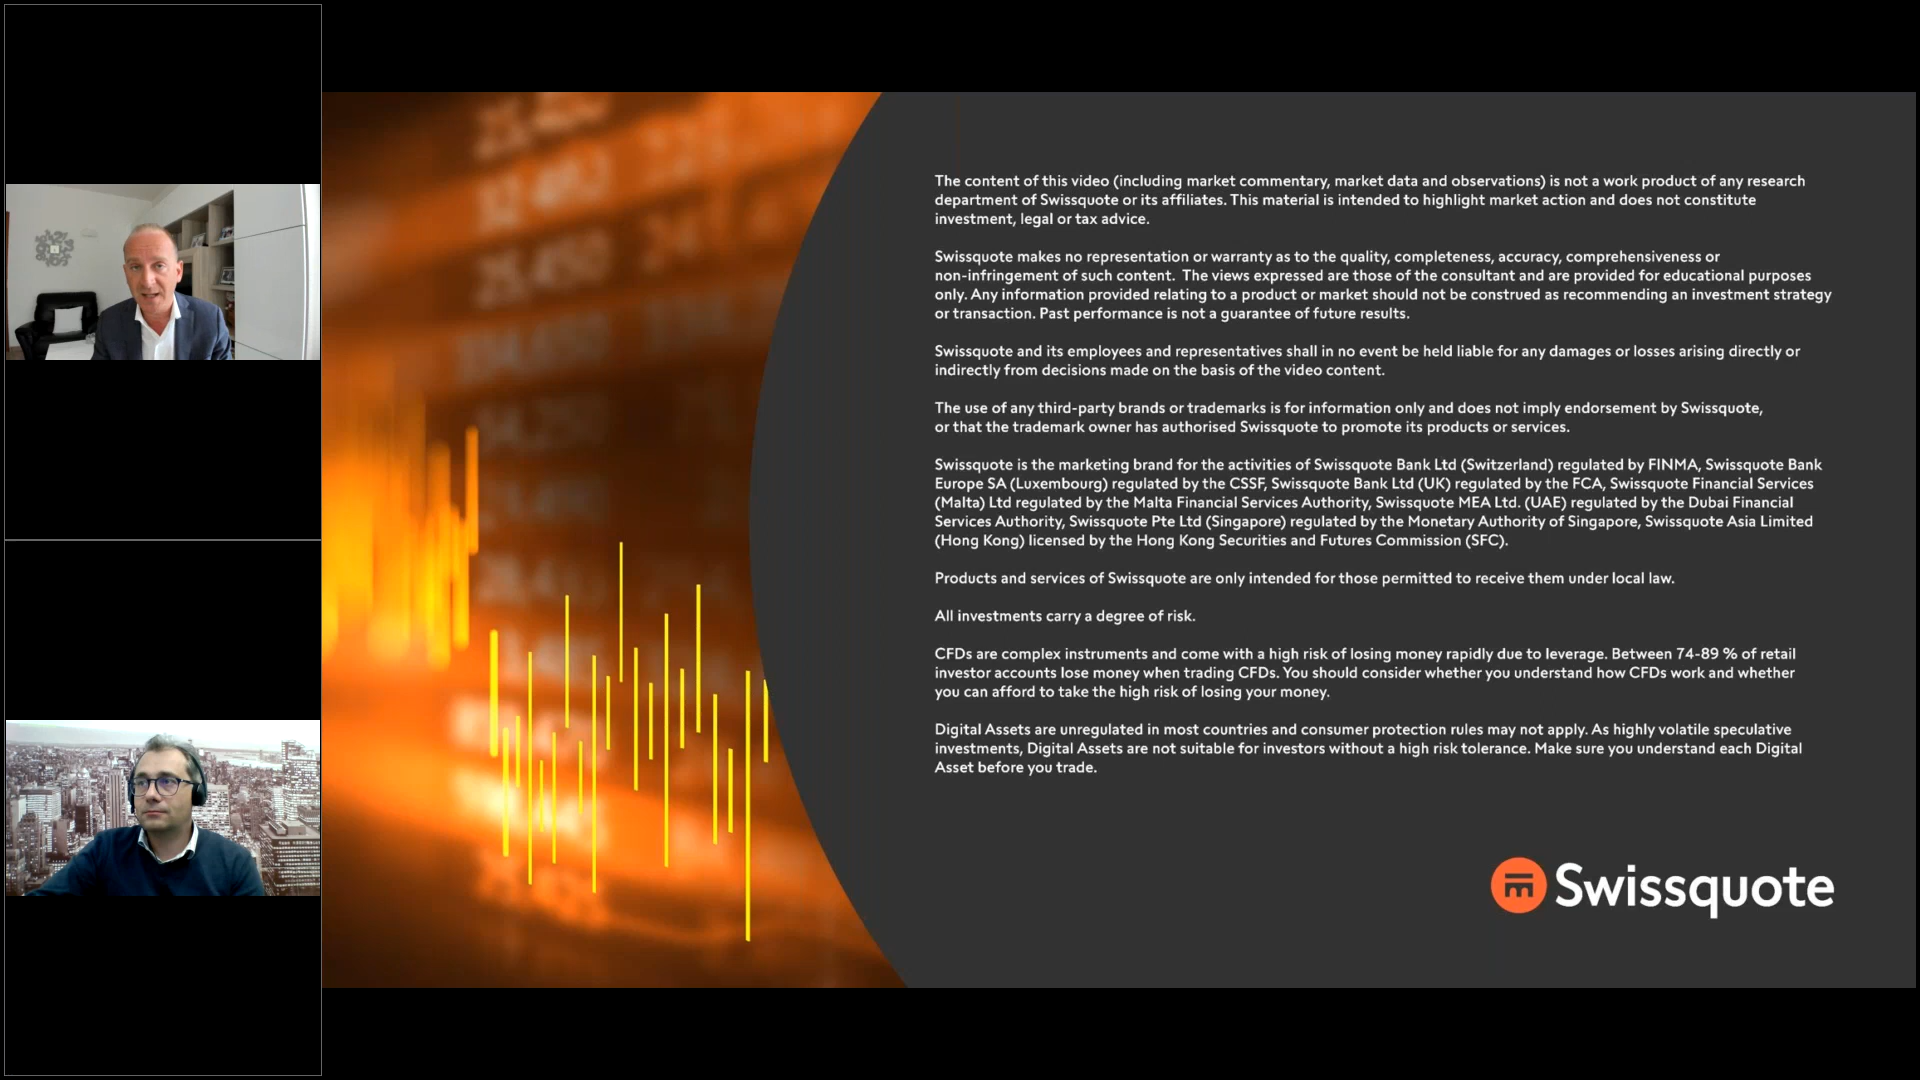 The content of this video (including market commentary, market data and observations) is not a work product of any research
department of Swissquote or its affiliates. This material is intended to highlight market action and does not constitute
investment, legal or tax advice.
Swissquote makes no representation or warranty as to the quality, completeness, accuracy, comprehensiveness or
non-infringement of such content.  The views expressed are those of the consultant and are provided for educational purposes
only. Any information provided relating to a product or market should not be construed as recommending an investment strategy
or transaction. Past performance is not a guarantee of future results.
Swissquote and its employees and representatives shall in no event be held liable for any damages or losses arising directly or
indirectly from decisions made on the basis of the video content.
The use of any third-party brands or trademarks is for information only and does not imply endorsement by Swissquote,
or that the trademark owner has authorised Swissquote to promote its products or services.
Swissquote is the marketing brand for the activities of Swissquote Bank Ltd (Switzerland) regulated by FINMA, Swissquote Bank
Europe SA (Luxembourg) regulated by the CSSF, Swissquote Bank Ltd (UK) regulated by the FCA, Swissquote Financial Services
(Malta) Ltd regulated by the Malta Financial Services Authority, Swissquote MEA Ltd. (UAE) regulated by the Dubai Financial
Services Authority, Swissquote Pte Ltd (Singapore) regulated by the Monetary Authority of Singapore, Swissquote Asia Limited
(Hong Kong) licensed by the Hong Kong Securities and Futures Commission (SFC).
Products and services of Swissquote are only intended for those permitted to receive them under local law.
All investments carry a degree of risk.
CFDs are complex instruments and come with a high risk of losing money rapidly due to leverage. Between 74-89 % of retail
investor accounts lose money when trading CFDs. You should consider whether you understand how CFDs work and whether
you can afford to take the high risk of losing your money.
Digital Assets are unregulated in most countries and consumer protection rules may not apply. As highly volatile speculative
investments, Digital Assets are not suitable for investors without a high risk tolerance. Make sure you understand each Digital
Asset before you trade.
Swissquote